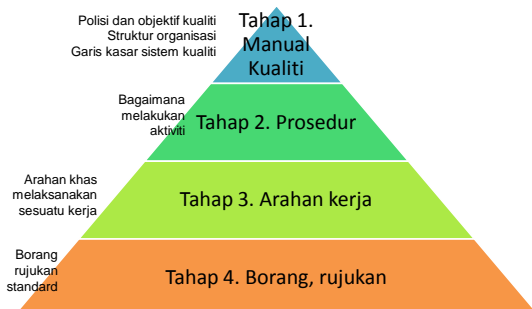 Polisi dan objektif kualiti
Struktur organisasi
Garis kasar sistem kualiti
Tahap 1.
Manual
Kualiti
Bagaimana
melakukan
aktiviti
Tahap 2. Prosedur
Arahan khas
melaksanakan
sesuatu kerja
Tahap 3. Arahan kerja
Borang
rujukan
standard
Tahap 4. Borang, rujukan